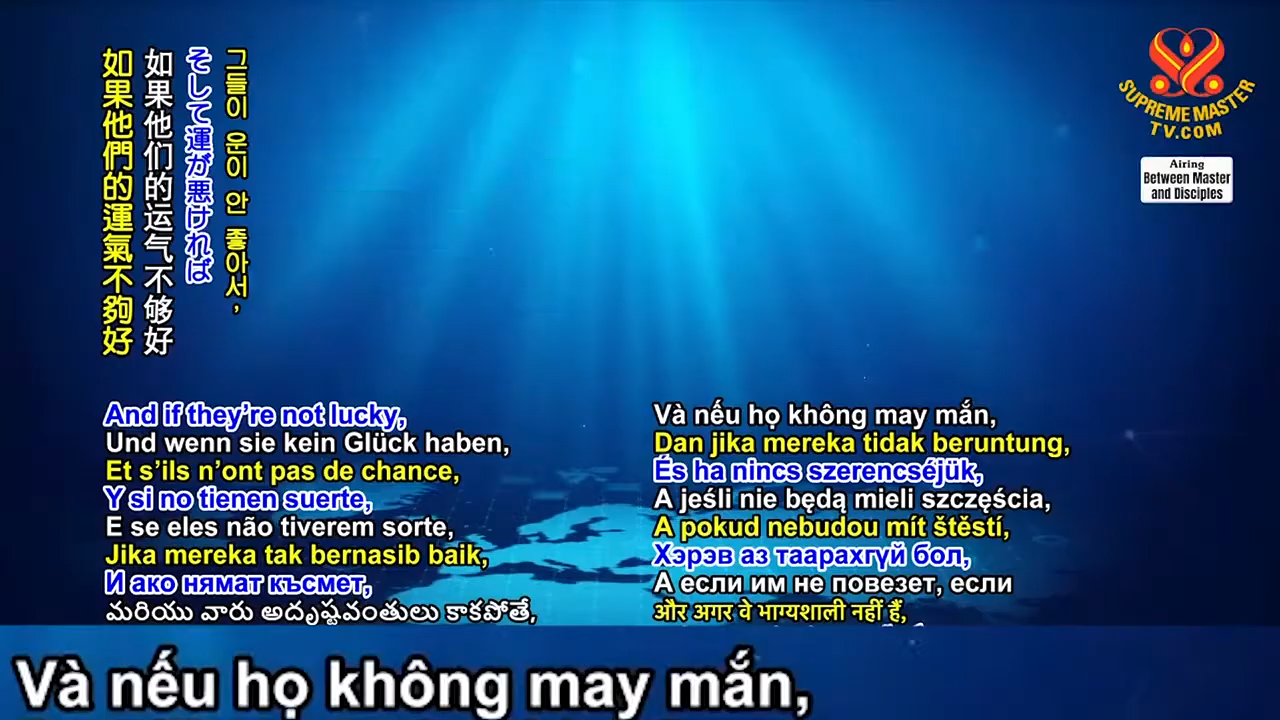 如果他們的運氣不夠好
如果他们的运气不够好
そして運が悪ければ
그들이 운이 안 좋아서,
SUPREME MASTER
TV.COM
Airing
Between Master
and Disciples
And if they're not lucky,
Und wenn sie kein Glück haben,
Et s'ils n'ont pas de chance,
Y si no tienen suerte,
E se eles não tiverem sorte,
Jika mereka tak bernasib baik,
И ако нямат късмет,
మరియు వారు అదృష్టవంతులు కాకపోతే,
Và nếu họ không may mắn,
Dan jika mereka tidak beruntung,
És ha nincs szerencséjük,
A jeśli nie będą mieli szczęścia,
A pokud nebudou mít štěstí,
Хэрэв аз таарахгүй бол,
А если им не повезет, если
और अगर वे भाग्यशाली नहीं हैं,
Và nếu họ không may mắn,